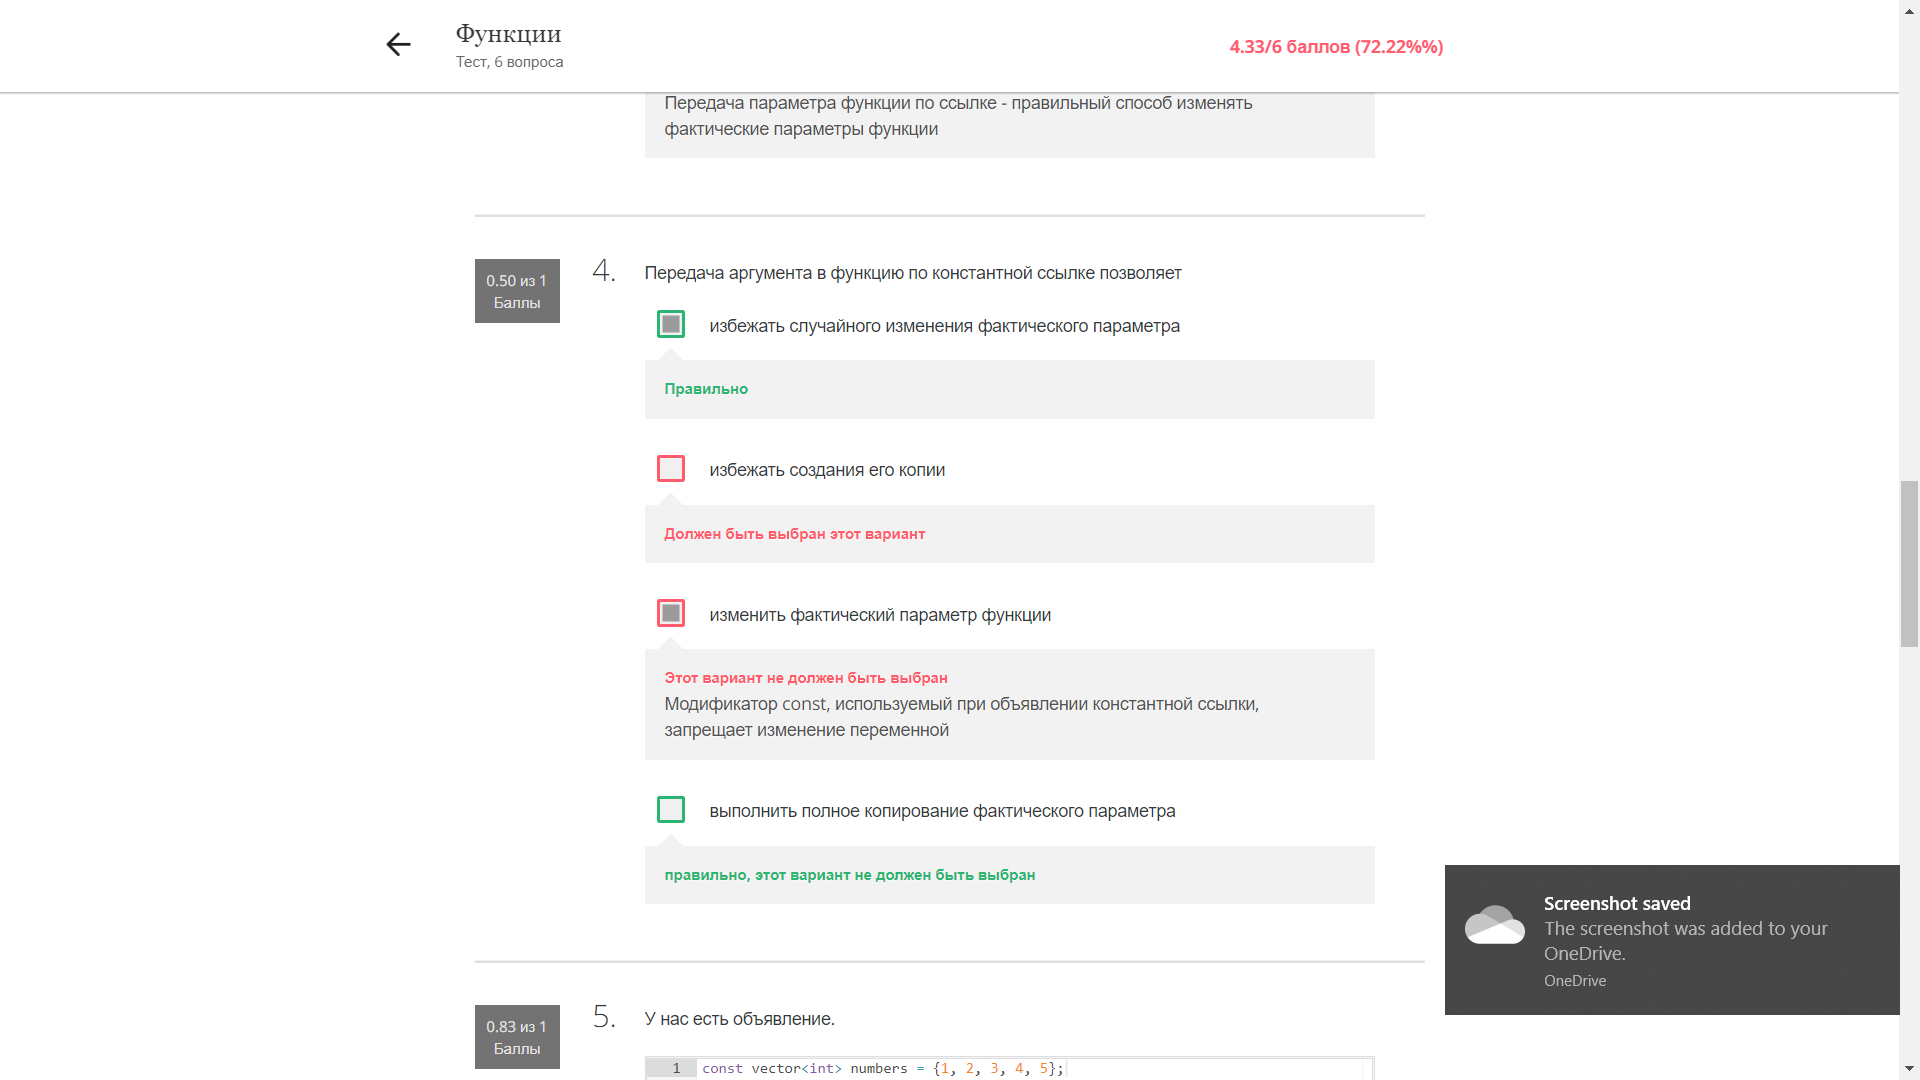 Функции
Тест, 6 вопроса
4.33/6 баллов (72.22%%)
Передача параметра функции по ссылке - правильный способ изменять
фактические параметры функции
0.50 из 1
Баллы
4.
Передача аргумента в функцию по константной ссылке позволяет
избежать случайного изменения фактического параметра
Правильно
избежать создания его копии
Должен быть выбран этот вариант
изменить фактический параметр функции
Этот вариант не должен быть выбран
Модификатор const, используемый при объявлении константной ссылки,
запрещает изменение переменной
выполнить полное копирование фактического параметра
правильно, этот вариант не должен быть выбран
Screenshot saved
The screenshot was added to your
OneDrive.
OneDrive
0.83 из 1
Баллы
5.
У нас есть объявление.
1 const vector<int> numbers = {1, 2, 3, 4, 5};